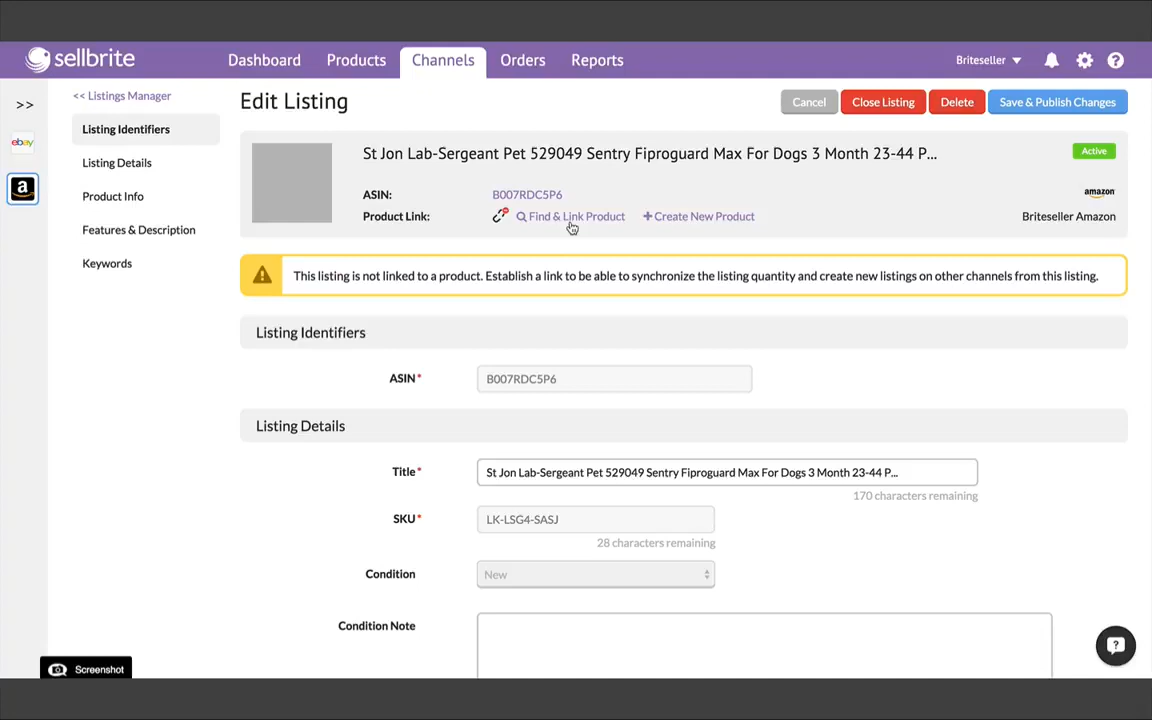 sellbrite
Dashboard
Products
Channels
Orders
Reports
Briteseller
>>
<< Listings Manager
Edit Listing
Cancel
Close Listing
Delete
Save & Publish Changes
ebay
a
Listing Identifiers
Listing Details
Product Info
Features & Description
Keywords
St Jon Lab-Sergeant Pet 529049 Sentry Fiproguard Max For Dogs 3 Month 23-44 P...
Active
ASIN: B007RDC5P6
amazon
Product Link: Find & Link Product +Create New Product
Briteseller Amazon
This listing is not linked to a product. Establish a link to be able to synchronize the listing quantity and create new listings on other channels from this listing.
Listing Identifiers
ASIN* B007RDC5P6
Listing Details
Title* St Jon Lab-Sergeant Pet 529049 Sentry Fiproguard Max For Dogs 3 Month 23-44 P...
170 characters remaining
SKU* LK-LSG4-SASJ
28 characters remaining
Condition New
Condition Note
Screenshot